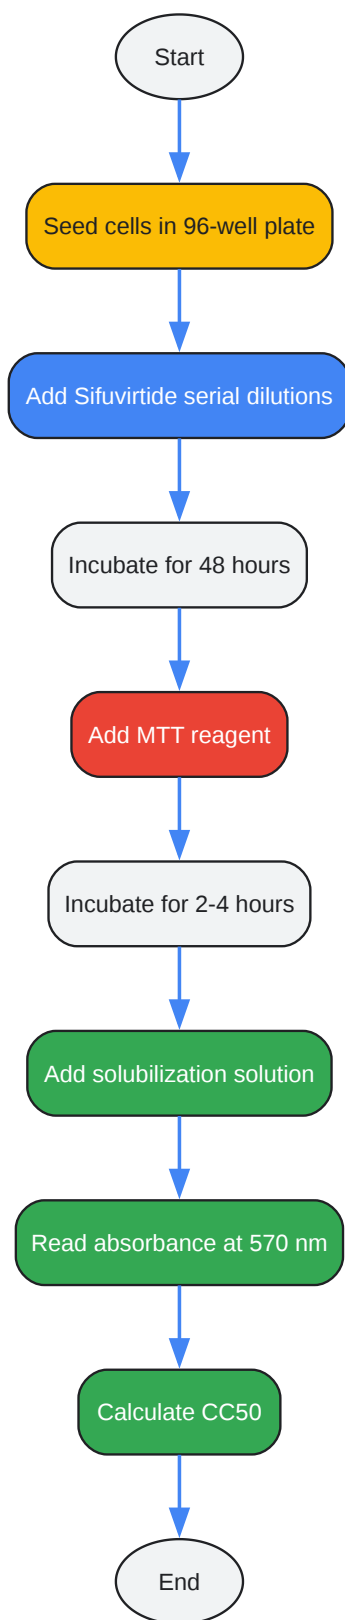 Start
Seed cells in 96-well plate
Add Sifuvirtide serial dilutions
Incubate for 48 hours
Add MTT reagent
Incubate for 2-4 hours
Add solubilization solution
Read absorbance at 570 nm
Calculate CC50
End